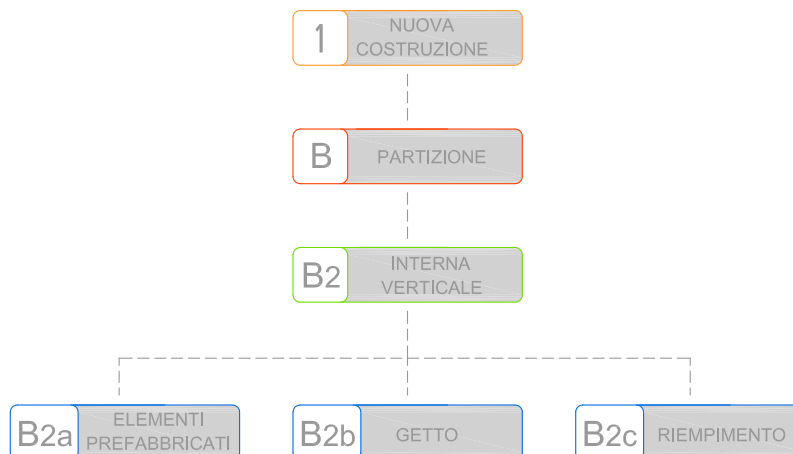 1
NUOVA
COSTRUZIONE
B
PARTIZIONE
B2
INTERNA
VERTICALE
B2a
ELEMENTI
PREFABBRICATI
B2b
GETTO
B2c
RIEMPIMENTO